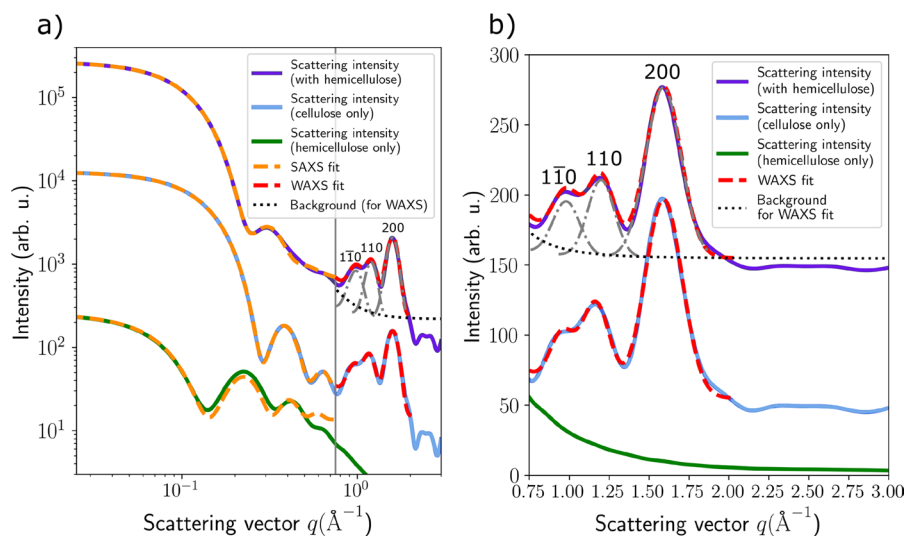 a)
10^5
10^4
10^3
10^2
10^1
Intensity (arb. u.)
Scattering intensity
(with hemicellulose)
Scattering intensity
(cellulose only)
Scattering intensity
(hemicellulose only)
SAXS fit
WAXS fit
Background (for WAXS)
200
11̄0 110
10^−1
10^0
Scattering vector q(Å^−1)
b)
300
250
200
150
100
50
0
Intensity (arb. u.)
200
11̄0 110
Scattering intensity
(with hemicellulose)
Scattering intensity
(cellulose only)
Scattering intensity
(hemicellulose only)
WAXS fit
Background
for WAXS fit
0.75 1.00 1.25 1.50 1.75 2.00 2.25 2.50 2.75 3.00
Scattering vector q(Å^−1)